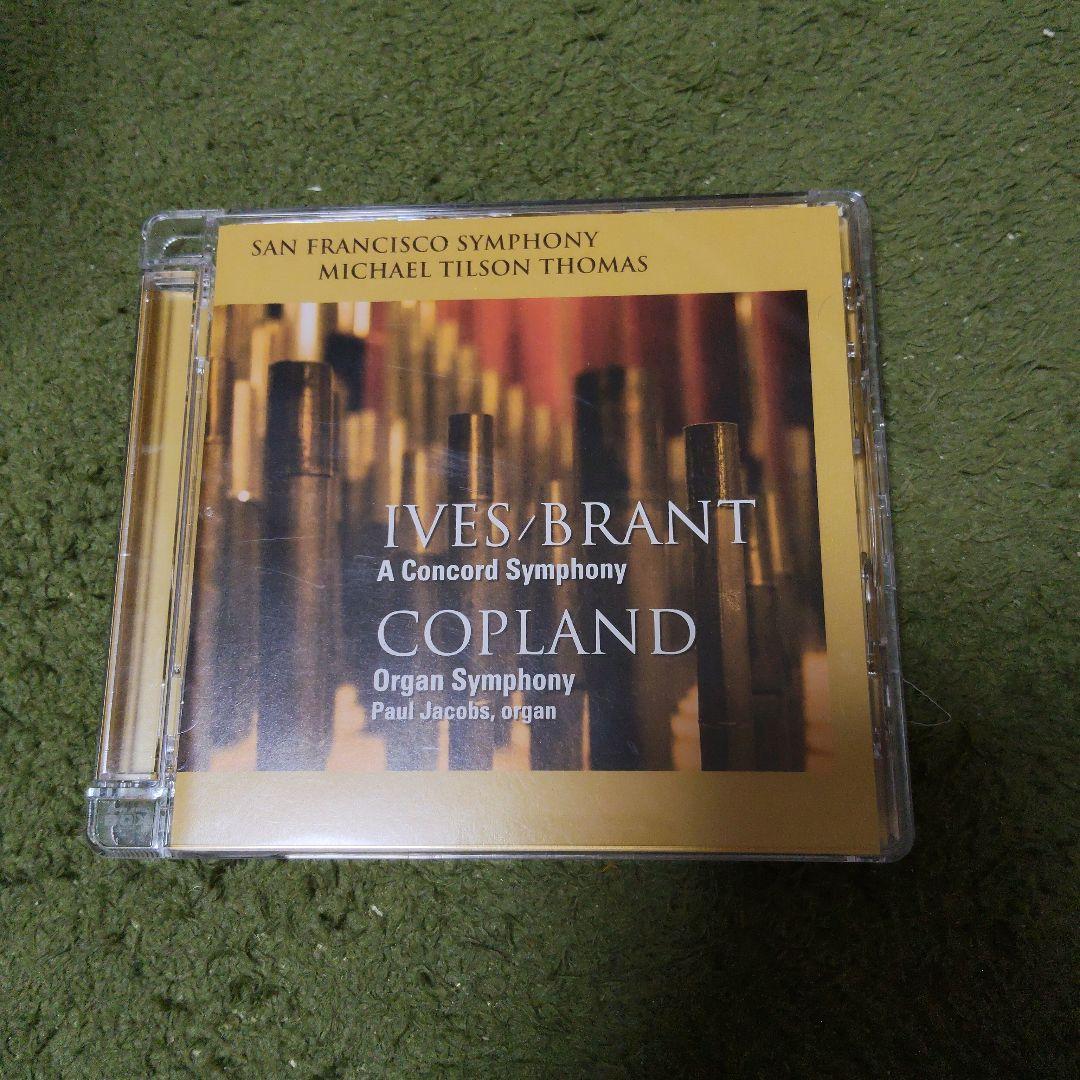 SAN FRANCISCO SYMPHONY
MICHAEL TILSON THOMAS
IVES/BRANT
A Concord Symphony
COPLAND
Organ Symphony
Paul Jacobs, organ